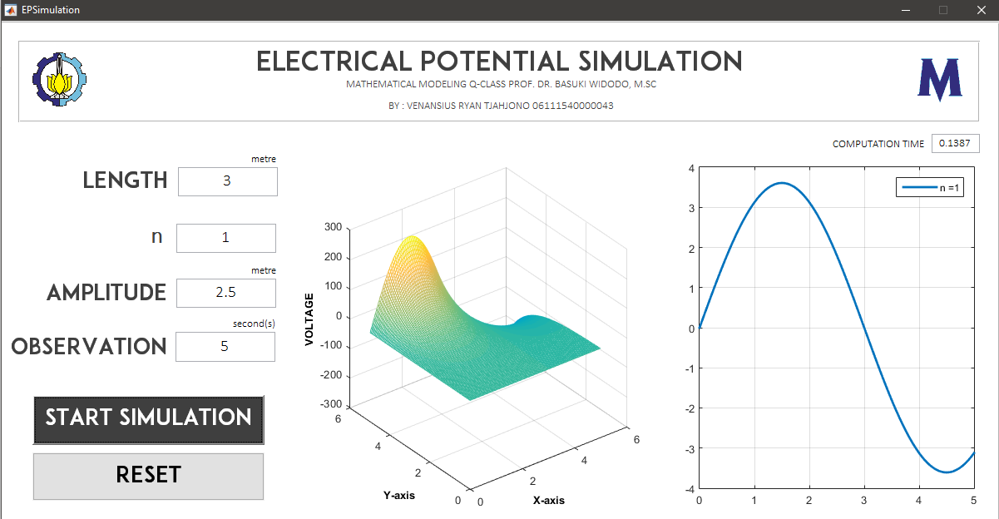 EPSimulation
ELECTRICAL POTENTIAL SIMULATION
MATHEMATICAL MODELING Q-CLASS PROF. DR. BASUKI WIDODO, M.SC
BY : VENANSIUS RYAN TJAHJONO 06111540000043
M
COMPUTATION TIME 0.1387
metre
LENGTH 3
n 1
metre
AMPLITUDE 2.5
second(s)
OBSERVATION 5
START SIMULATION
RESET
300
200
100
0
-100
-200
-300
VOLTAGE
6
4
2
0
Y-axis
0
2
4
6
X-axis
n =1
4
3
2
1
0
-1
-2
-3
-4
0 1 2 3 4 5